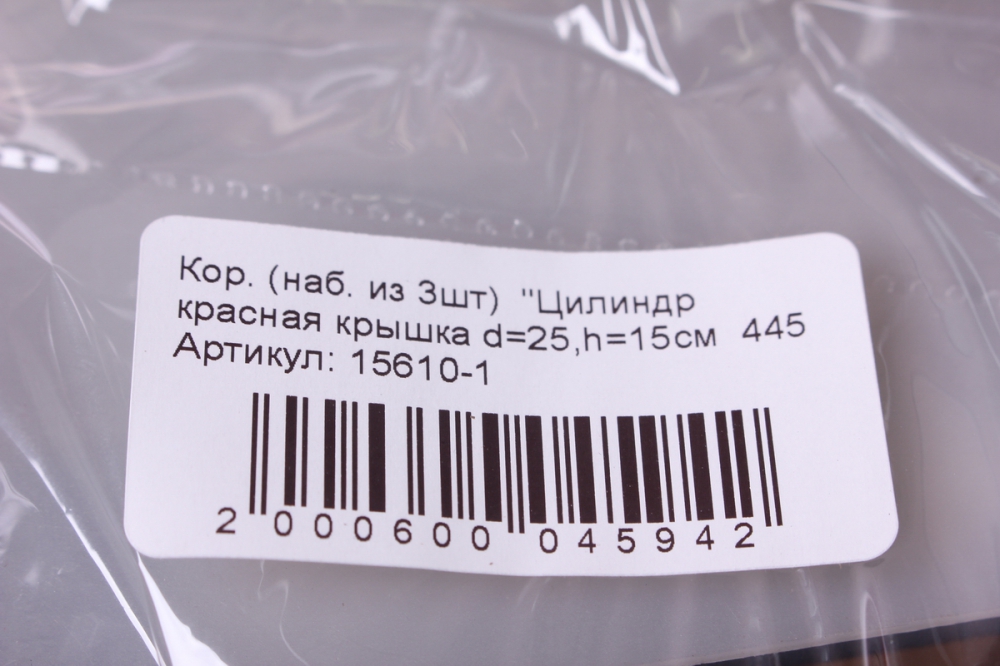 Кор. (наб. из 3шт)  "Цилиндр
красная крышка d=25,h=15см  445
Артикул: 15610-1
2 000600 045942